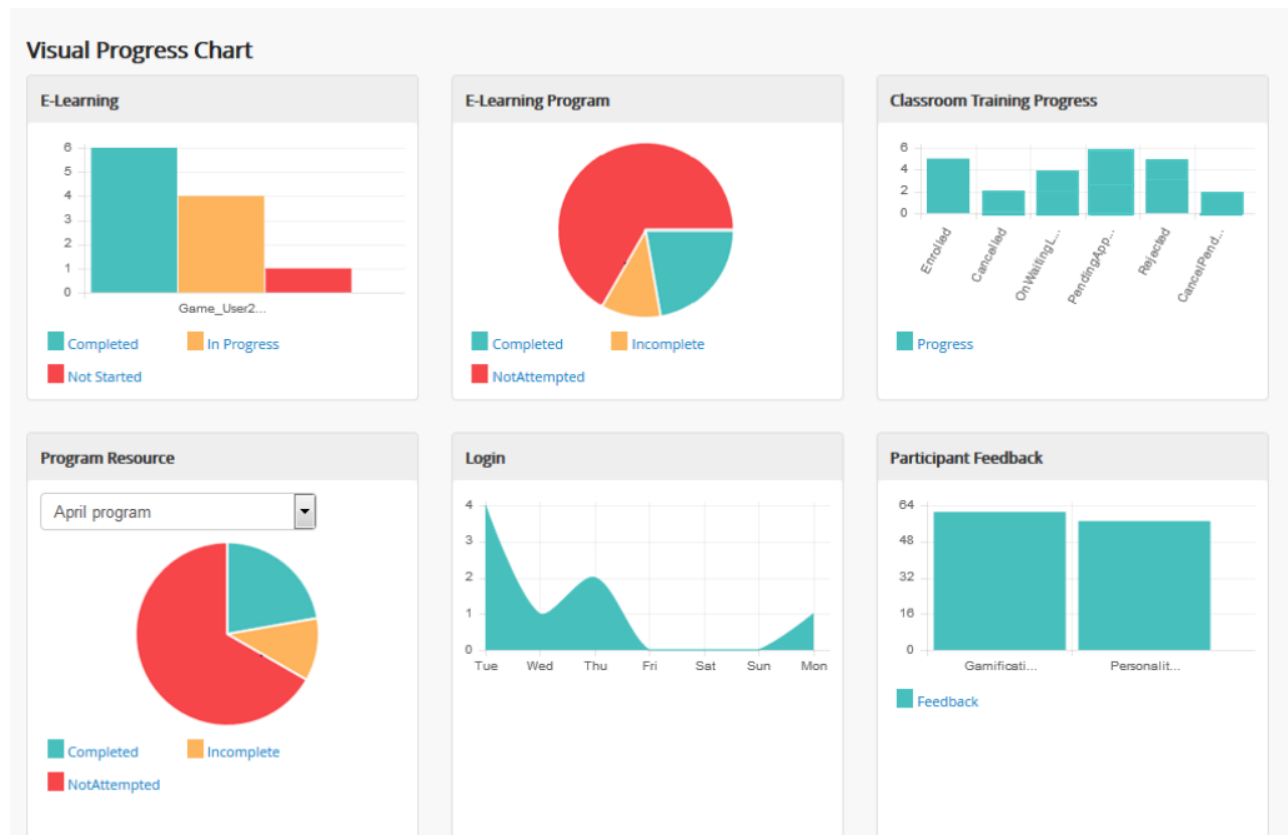 Visual Progress Chart
E-Learning
6
5
4
3
2
1
0
Game_User2...
Completed
In Progress
Not Started
E-Learning Program
Completed
Incomplete
NotAttempted
Classroom Training Progress
6
4
2
0
Enrolled
Cancelled
OnWaitingL...
PendingApp...
Rejected
CancelPend...
Progress
Program Resource
April program
Completed
Incomplete
NotAttempted
Login
4
3
2
1
0
Tue Wed Thu Fri Sat Sun Mon
Participant Feedback
64
48
32
16
0
Gamificati... Personalit...
Feedback